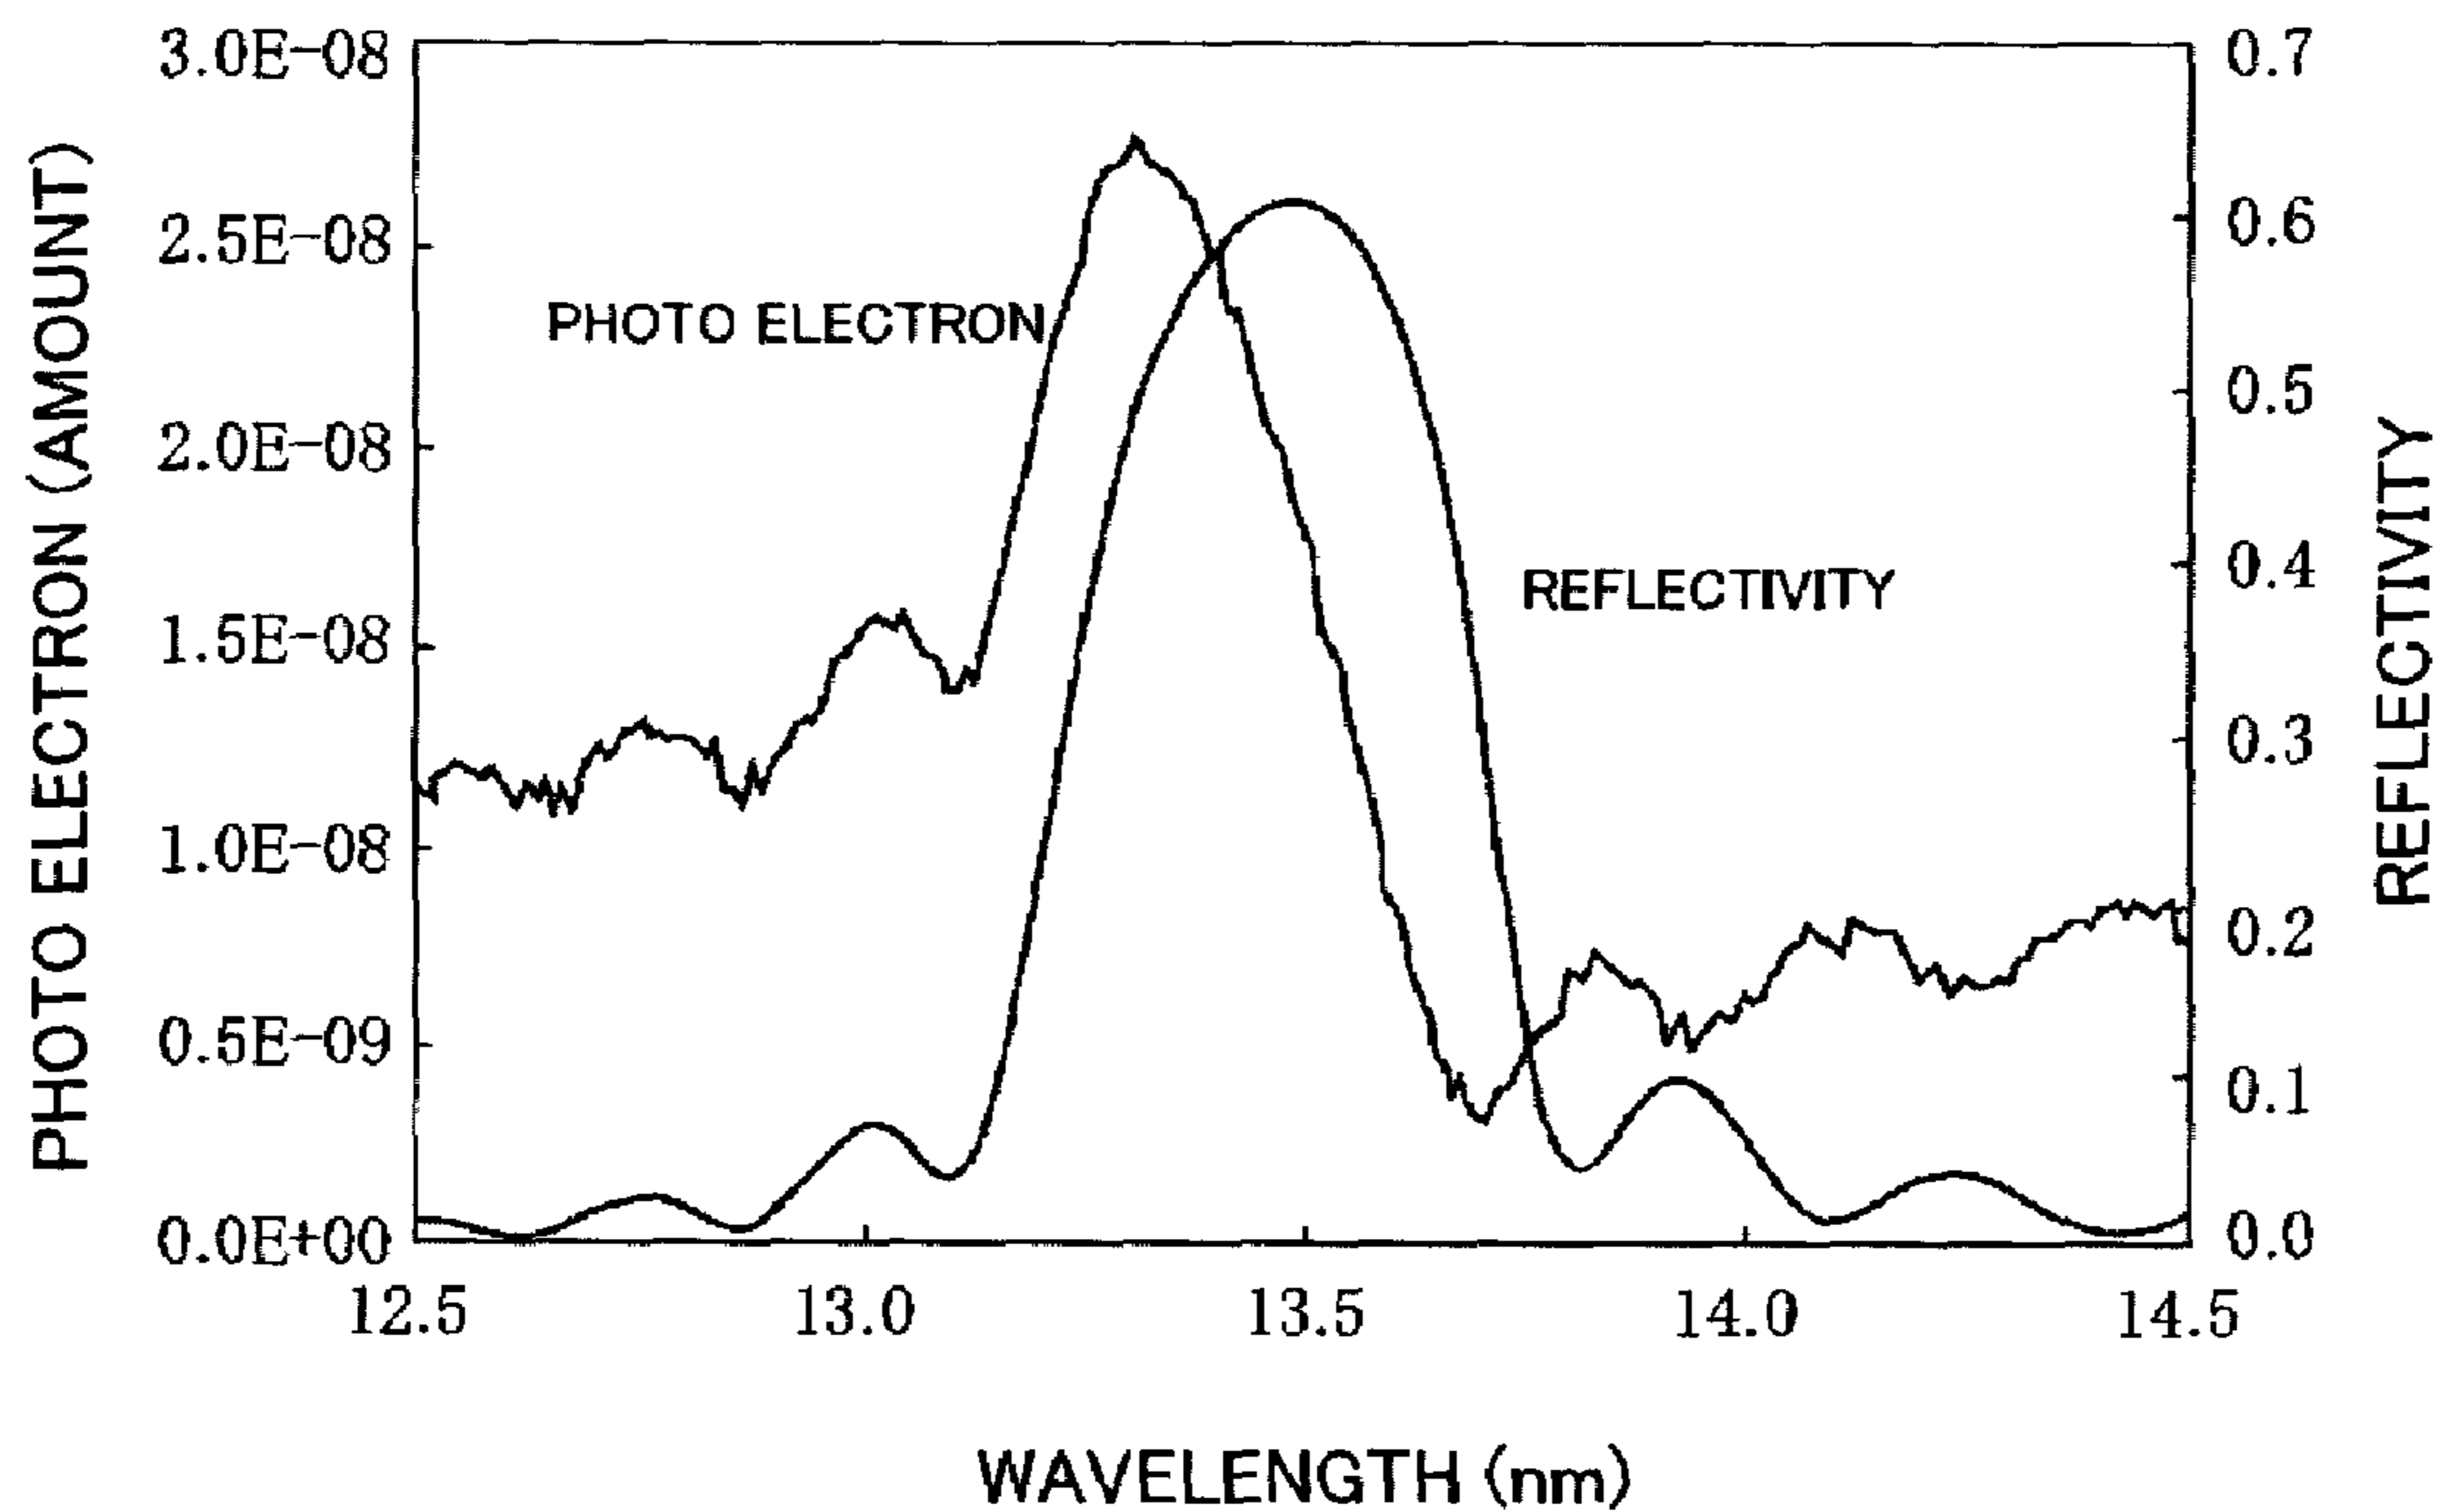 PHOTO ELECTRON (AMOUNT)
3.0E-08
2.5E-08
2.0E-08
1.5E-08
1.0E-08
0.5E-09
0.0E+00
PHOTO ELECTRON
REFLECTIVITY
0.7
0.6
0.5
0.4
0.3
0.2
0.1
0.0
REFLECTIVITY
12.5 13.0 13.5 14.0 14.5
WAVELENGTH (nm)